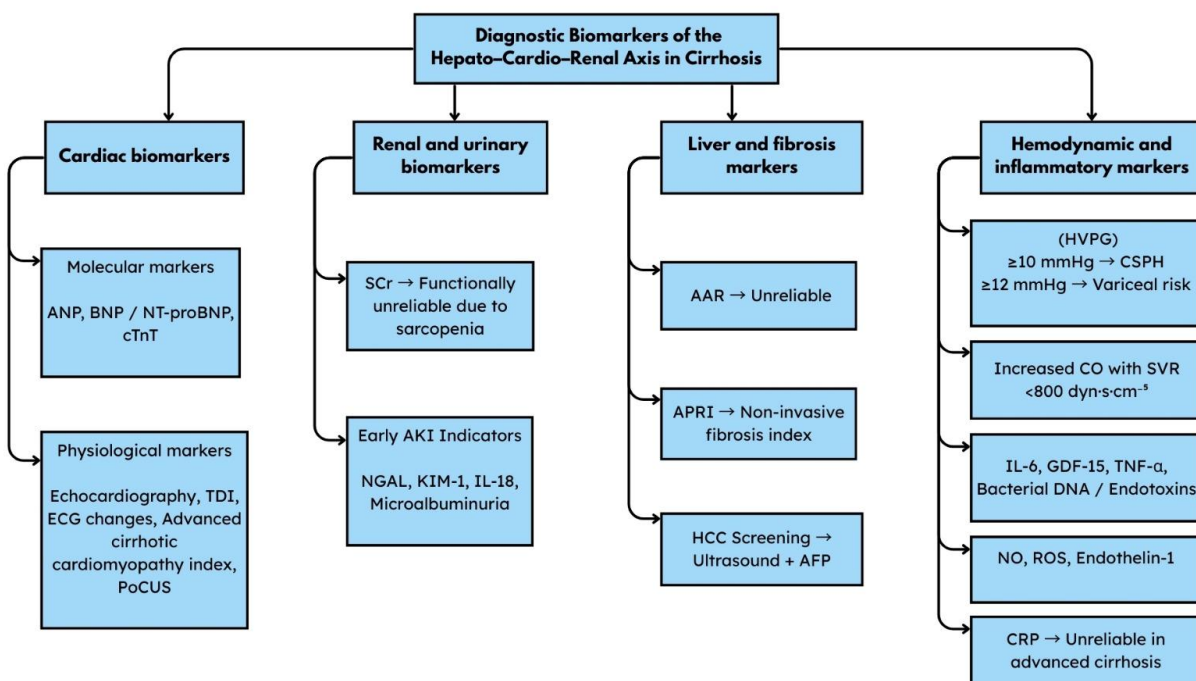 Diagnostic Biomarkers of the
Hepato–Cardio–Renal Axis in Cirrhosis
Cardiac biomarkers
Molecular markers
ANP, BNP / NT-proBNP,
cTnT
Physiological markers
Echocardiography, TDI,
ECG changes, Advanced
cirrhotic
cardiomyopathy index,
PoCUS
Renal and urinary
biomarkers
SCr → Functionally
unreliable due to
sarcopenia
Early AKI Indicators
NGAL, KIM-1, IL-18,
Microalbuminuria
Liver and fibrosis
markers
AAR → Unreliable
APRI → Non-invasive
fibrosis index
HCC Screening →
Ultrasound + AFP
Hemodynamic and
inflammatory markers
(HVPG)
≥10 mmHg → CSPH
≥12 mmHg → Variceal risk
Increased CO with SVR
<800 dyn·s·cm⁻⁵
IL-6, GDF-15, TNF-α,
Bacterial DNA / Endotoxins
NO, ROS, Endothelin-1
CRP → Unreliable in
advanced cirrhosis